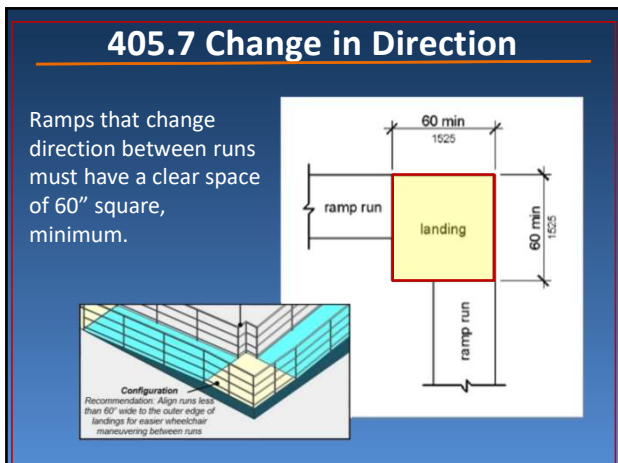 405.7 Change in Direction
Ramps that change
direction between runs
must have a clear space
of 60” square,
minimum.
60 min
1525
ramp run
landing
60 min
1525
ramp run
Configuration
Recommendation: Align runs less
than 60" wide to the outer edge of
landings for easier wheelchair
maneuvering between runs